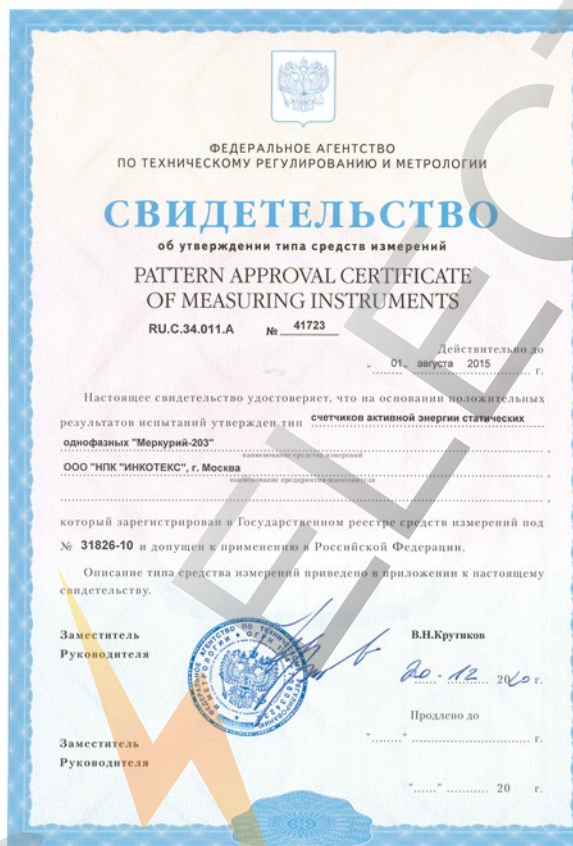 ФЕДЕРАЛЬНОЕ АГЕНТСТВО
ПО ТЕХНИЧЕСКОМУ РЕГУЛИРОВАНИЮ И МЕТРОЛОГИИ
СВИДЕТЕЛЬСТВО
об утверждении типа средств измерений
PATTERN APPROVAL CERTIFICATE
OF MEASURING INSTRUMENTS
RU.C.34.011.A № 41723
Действительно до
" 01 " августа 2015 г.
Настоящее свидетельство удостоверяет, что на основании положительных
результатов испытаний утвержден тип счетчиков активной энергии статических
однофазных "Меркурий-203" ,
наименование средства измерений
ООО "НПК "ИНКОТЕКС", г. Москва
наименование предприятия-изготовителя
,
который зарегистрирован в Государственном реестре средств измерений под
№ 31826-10 и допущен к применению в Российской Федерации.
Описание типа средства измерений приведено в приложении к настоящему
свидетельству.
Заместитель
Руководителя
В.Н.Крутиков
20 - 12 2010 г.
Продлено до
"......." г.
Заместитель
Руководителя
"......" 20 г.
ELECT